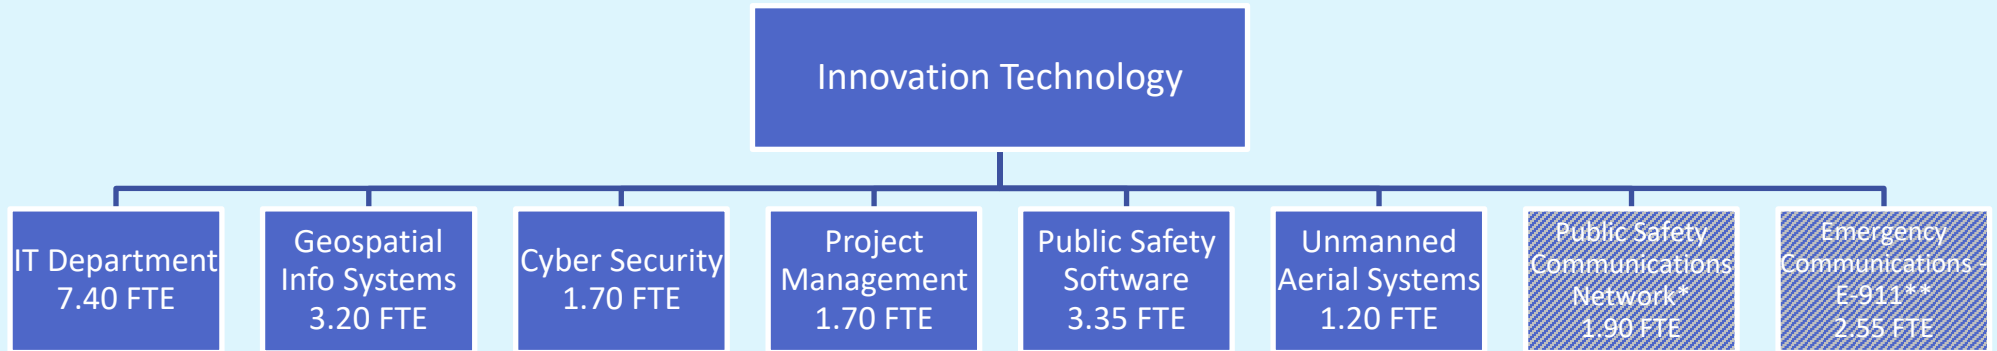 Innovation Technology
IT Department
7.40 FTE
Geospatial
Info Systems
3.20 FTE
Cyber Security
1.70 FTE
Project
Management
1.70 FTE
Public Safety
Software
3.35 FTE
Unmanned
Aerial Systems
1.20 FTE
Public Safety
Communications
Network*
1.90 FTE
Emergency
Communications -
E-911**
2.55 FTE